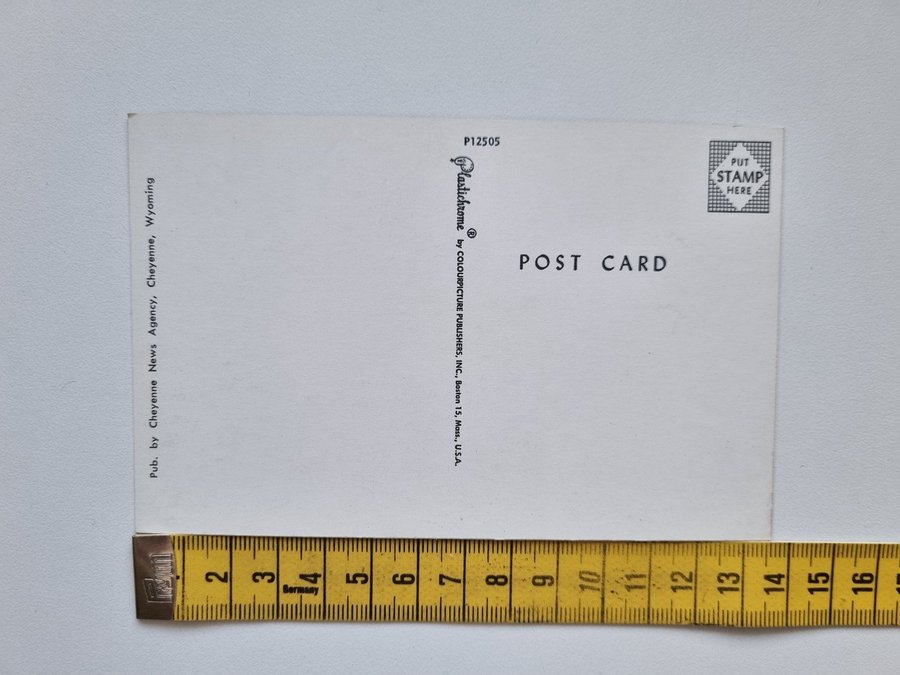 P12505
PUT
STAMP
HERE
Plastichrome ® by COLOURPICTURE PUBLISHERS, INC., Boston 15, Mass., U.S.A.
POST CARD
Pub. by Cheyenne News Agency, Cheyenne, Wyoming
2 3 4 5 6 7 8 9 10 11 12 13 14 15 16
Germany